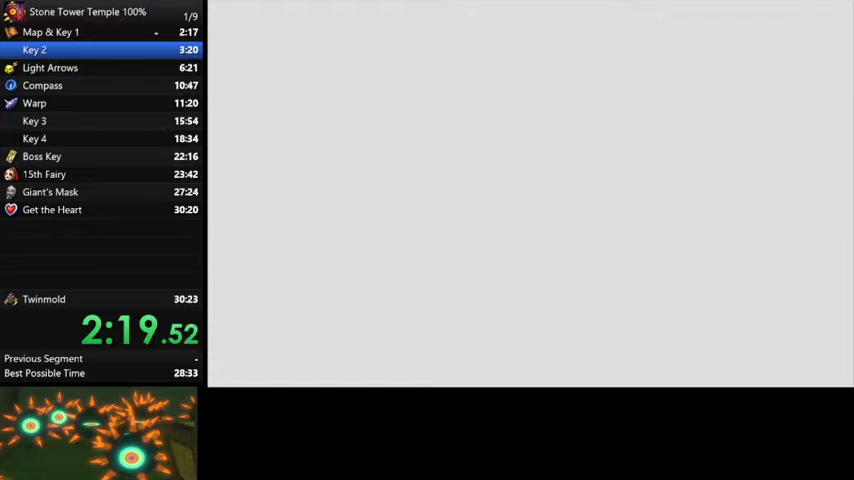 Stone Tower Temple 100%
1/9
Map & Key 1 - 2:17
Key 2 3:20
Light Arrows 6:21
Compass 10:47
Warp 11:20
Key 3 15:54
Key 4 18:34
Boss Key 22:16
15th Fairy 23:42
Giant's Mask 27:24
Get the Heart 30:20
Twinmold 30:23
2:19.52
Previous Segment -
Best Possible Time 28:33